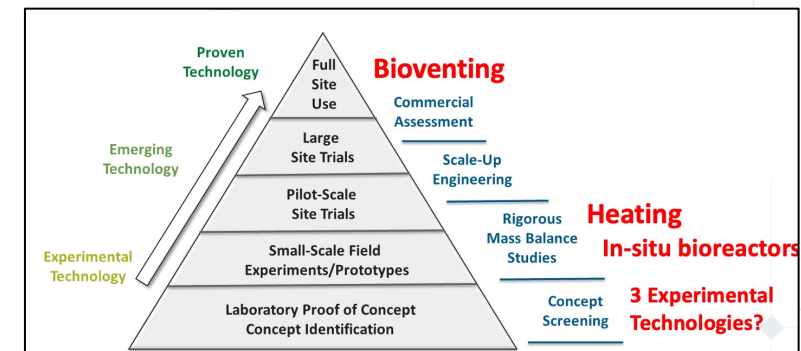 Proven
Technology
Emerging
Technology
Experimental
Technology
Full
Site
Use
Large
Site Trials
Pilot-Scale
Site Trials
Small-Scale Field
Experiments/Prototypes
Laboratory Proof of Concept
Concept Identification
Bioventing
Commercial
Assessment
Scale-Up
Engineering
Rigorous
Mass Balance
Studies
Heating
In-situ bioreactors
Concept
Screening
3 Experimental
Technologies?